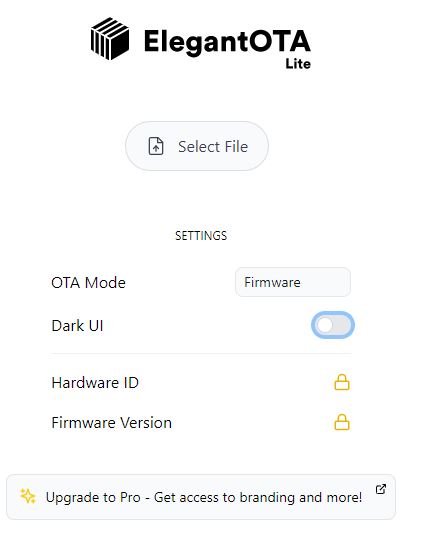 ElegantOTA
Lite
Select File
SETTINGS
OTA Mode
Firmware
Dark UI
Hardware ID
Firmware Version
Upgrade to Pro - Get access to branding and more!